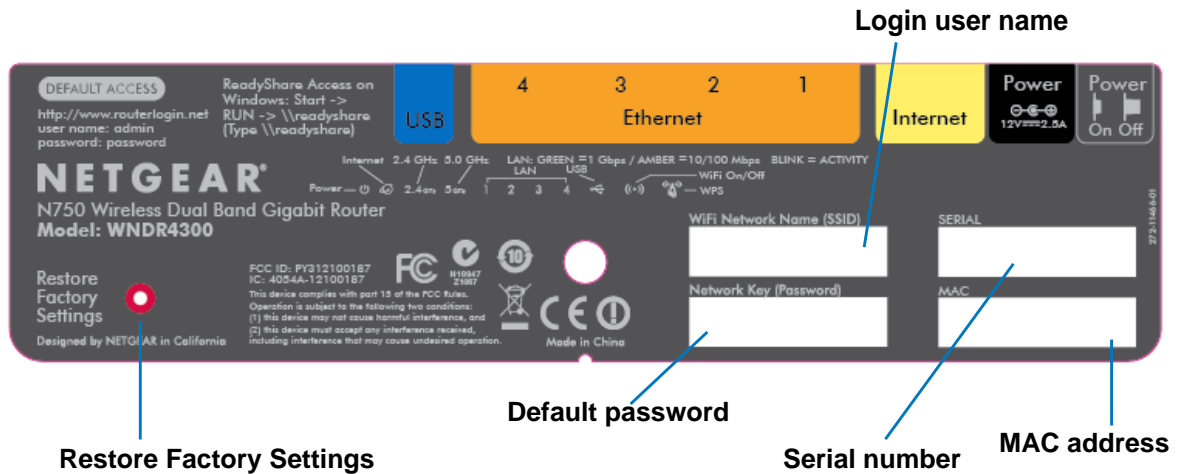 Login user name
DEFAULT ACCESS
http://www.routerlogin.net
user name: admin
password: password
ReadyShare Access on
Windows: Start ->
RUN -> \\readyshare
(Type \\readyshare)
USB
4 3 2 1
Ethernet
Internet
Power
12V 2.5A
Power
On Off
NETGEAR®
N750 Wireless Dual Band Gigabit Router
Model: WNDR4300
Internet 2.4 GHz 5.0 GHz LAN: GREEN =1 Gbps / AMBER =10/100 Mbps BLINK = ACTIVITY
LAN USB WiFi On/Off
Power 2.4GHz 5GHz 1 2 3 4 WPS
WiFi Network Name (SSID)
SERIAL
272-11466-01
Network Key (Password)
MAC
Restore
Factory
Settings
Designed by NETGEAR in California
FCC ID: PY312100187
IC: 4054A-12100187
This device complies with part 15 of the FCC Rules.
Operation is subject to the following two conditions:
(1) this device may not cause harmful interference, and
(2) this device must accept any interference received,
including interference that may cause undesired operation.
FC
N10947
Z1067
10
CE
Made in China
Default password
Restore Factory Settings
Serial number
MAC address